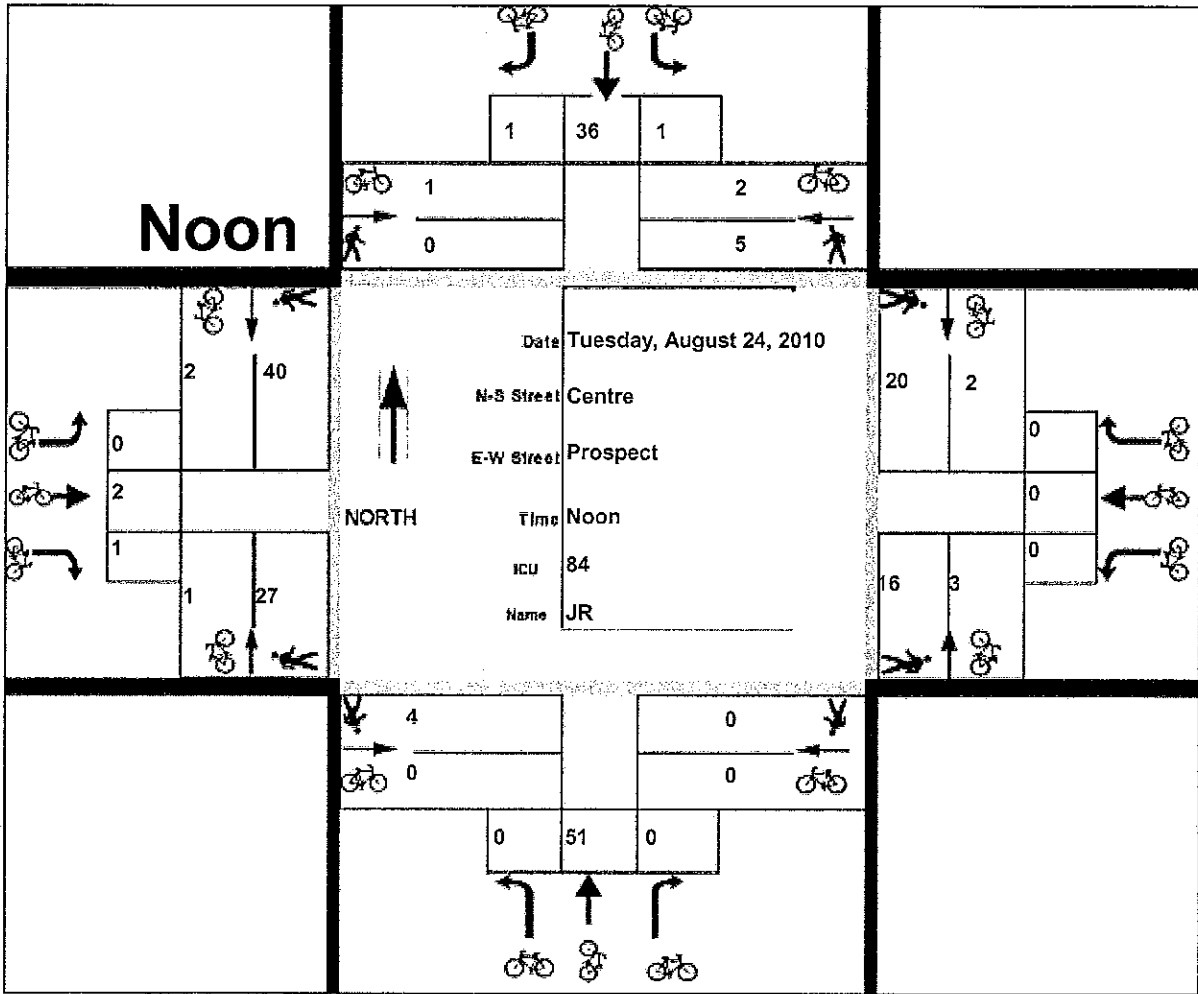 1 36 1
1 2
Noon
0 5
Date Tuesday, August 24, 2010
2 40
20 2
N-S Street Centre
0
0
E-W Street Prospect
2
0
NORTH
Time Noon
1
0
ICU 84
1 27
16 3
Name JR
4 0
0 0
0 51 0